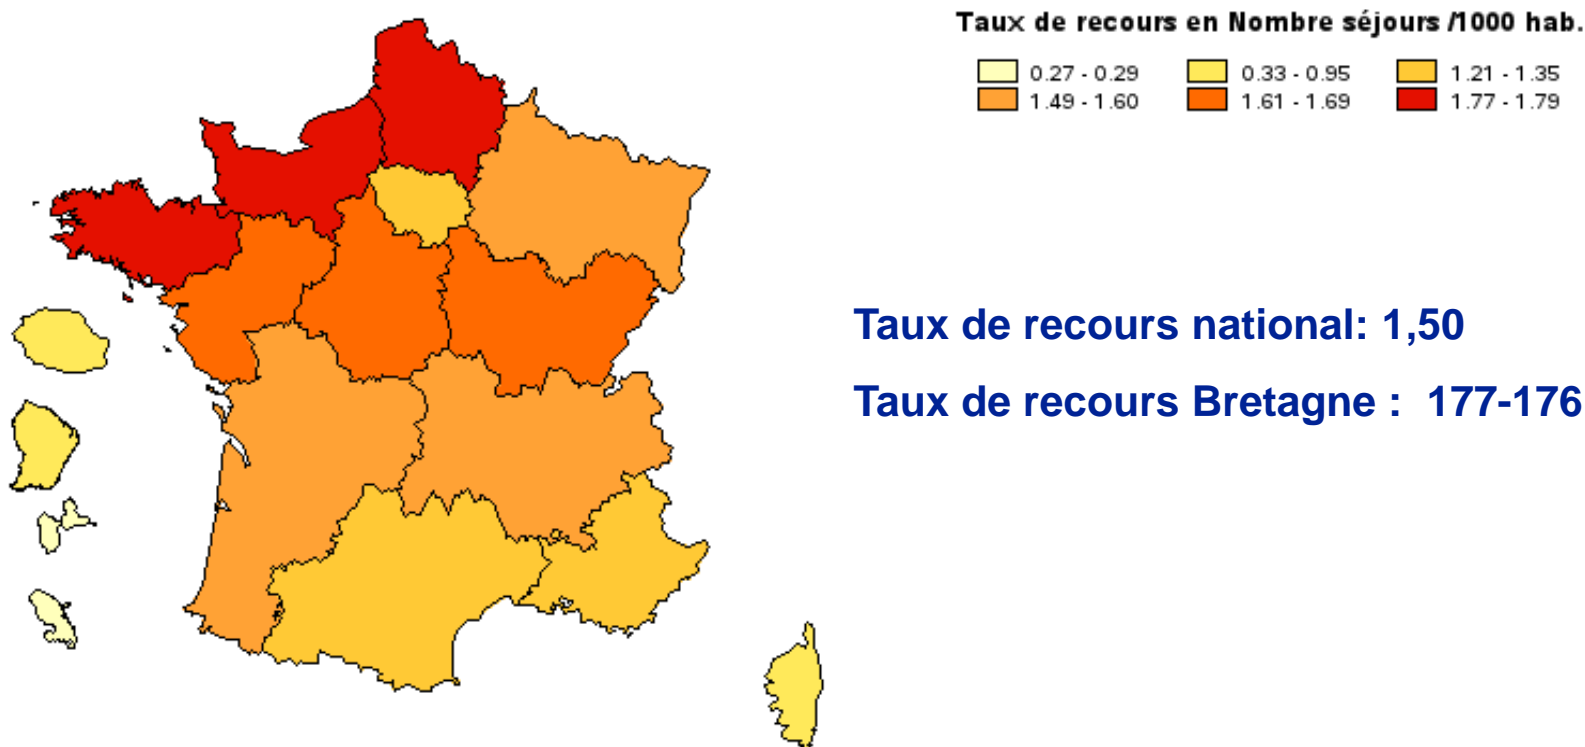 Taux de recours en Nombre séjours /1000 hab.
0.27 - 0.29 0.33 - 0.95 1.21 - 1.35
1.49 - 1.60 1.61 - 1.69 1.77 - 1.79
Taux de recours national: 1,50
Taux de recours Bretagne : 177-176